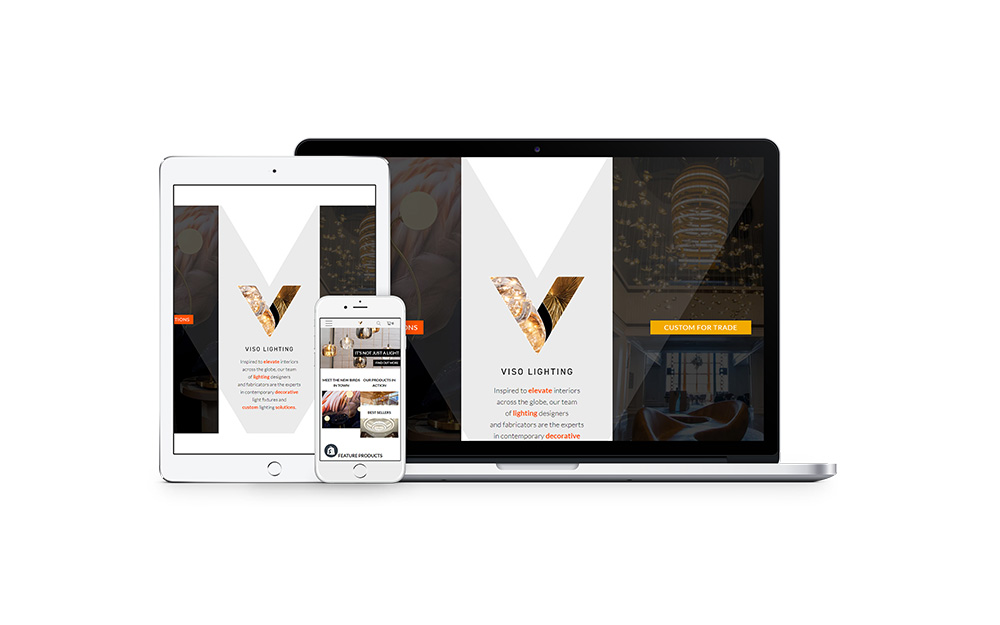 TIONS
VISO LIGHTING
Inspired to elevate interiors
across the globe, our team
of lighting designers
and fabricators are the experts
in contemporary decorative
light fixtures and
custom lighting solutions.
IT'S NOT JUST A LIGHT
FIND OUT MORE
MEET THE NEW BIRDS
IN TOWN
OUR PRODUCTS IN
ACTION
BEST SELLERS
FEATURE PRODUCTS
ONS
V
VISO LIGHTING
Inspired to elevate interiors
across the globe, our team
of lighting designers
and fabricators are the experts
in contemporary decorative
CUSTOM FOR TRADE